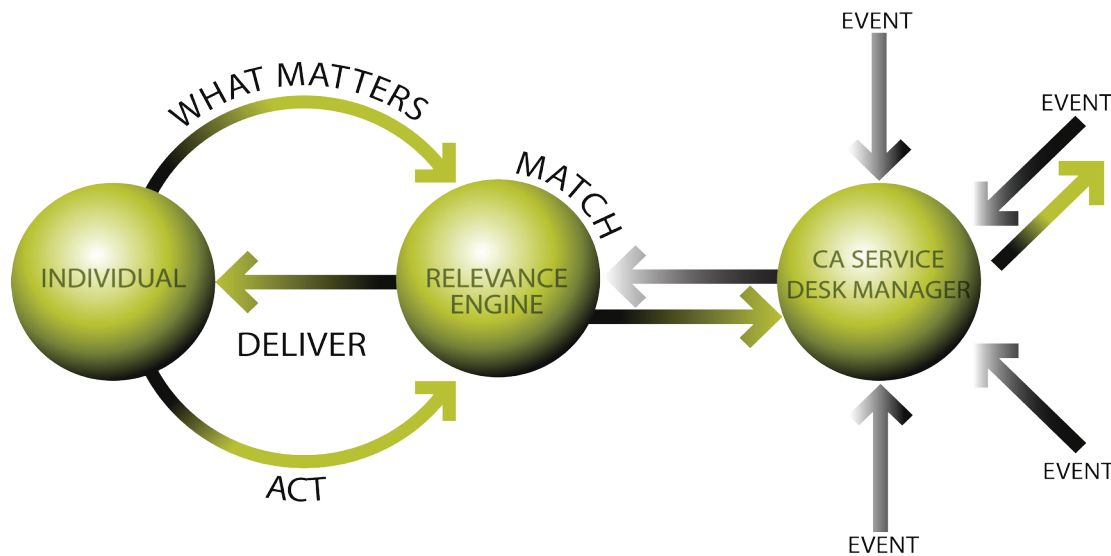 EVENT
WHAT MATTERS
EVENT
MATCH
INDIVIDUAL
RELEVANCE
ENGINE
CA SERVICE
DESK MANAGER
DELIVER
EVENT
ACT
EVENT